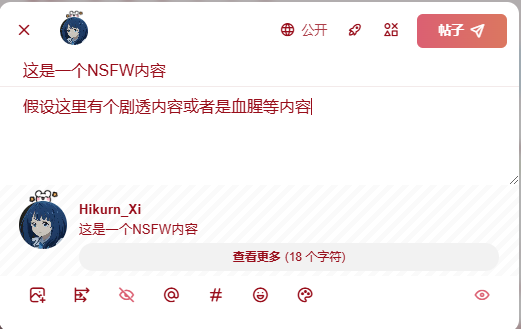 公开
帖子
这是一个NSFW内容
假设这里有个剧透内容或者是血腥等内容
Hikurn_Xi
这是一个NSFW内容
查看更多 (18 个字符)